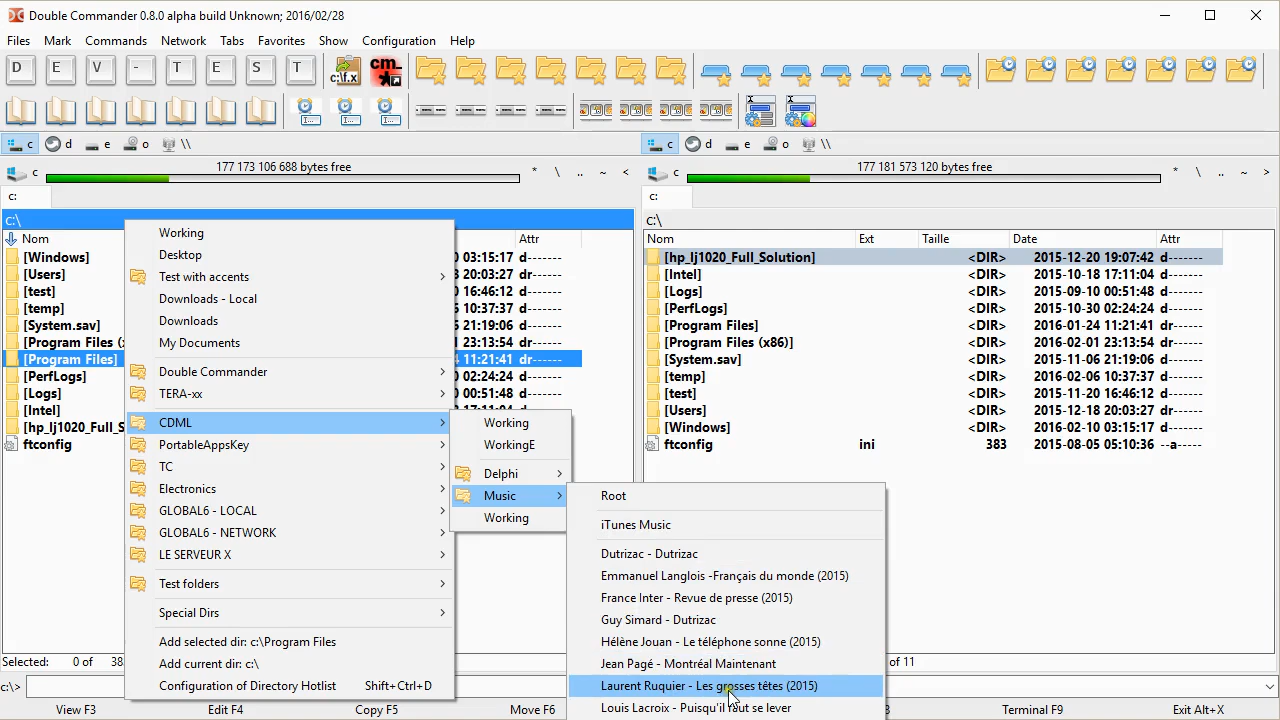 Double Commander 0.8.0 alpha build Unknown; 2016/02/28
Files Mark Commands Network Tabs Favorites Show Configuration Help
D E V - T E S T c:\f.x cm_
c d e o \\ c d e o \\
c 177 173 106 688 bytes free * \ .. ~ < c 177 181 573 120 bytes free * \ .. ~ >
c: c:
c:\ c:\
Nom Attr Nom Ext Taille Date Attr
[Windows] 03:15:17 d------- [hp_lj1020_Full_Solution] <DIR> 2015-12-20 19:07:42 d-------
[Users] 20:03:27 dr------ [Intel] <DIR> 2015-10-18 17:11:04 d-------
[test] 16:46:12 d------- [Logs] <DIR> 2015-09-10 00:51:48 d-------
[temp] 10:37:37 d------- [PerfLogs] <DIR> 2015-10-30 02:24:24 d-------
[System.sav] 21:19:06 d------- [Program Files] <DIR> 2016-01-24 11:21:41 dr------
[Program Files (x 23:13:54 dr------ [Program Files (x86)] <DIR> 2016-02-01 23:13:54 dr------
[Program Files] 11:21:41 dr------ [System.sav] <DIR> 2015-11-06 21:19:06 d-------
[PerfLogs] 02:24:24 d------- [temp] <DIR> 2016-02-06 10:37:37 d-------
[Logs] 00:51:48 d------- [test] <DIR> 2015-11-20 16:46:12 d-------
[Intel] [Users] <DIR> 2015-12-18 20:03:27 dr------
[hp_lj1020_Full_S [Windows] <DIR> 2016-02-10 03:15:17 d-------
ftconfig ftconfig ini 383 2015-08-05 05:10:36 --a-----
Working
Desktop
Test with accents
Downloads - Local
Downloads
My Documents
Double Commander
TERA-xx
CDML
PortableAppsKey
TC
Electronics
GLOBAL6 - LOCAL
GLOBAL6 - NETWORK
LE SERVEUR X
Test folders
Special Dirs
Add selected dir: c:\Program Files
Add current dir: c:\
Configuration of Directory Hotlist Shift+Ctrl+D
Working
WorkingE
Delphi
Music
Working
Root
iTunes Music
Dutrizac - Dutrizac
Emmanuel Langlois -Français du monde (2015)
France Inter - Revue de presse (2015)
Guy Simard - Dutrizac
Hélène Jouan - Le téléphone sonne (2015)
Jean Pagé - Montréal Maintenant
Laurent Ruquier - Les grosses têtes (2015)
Louis Lacroix - Puisqu'il faut se lever
Selected: 0 of 38 of 11
c:\>
View F3 Edit F4 Copy F5 Move F6 Terminal F9 Exit Alt+X